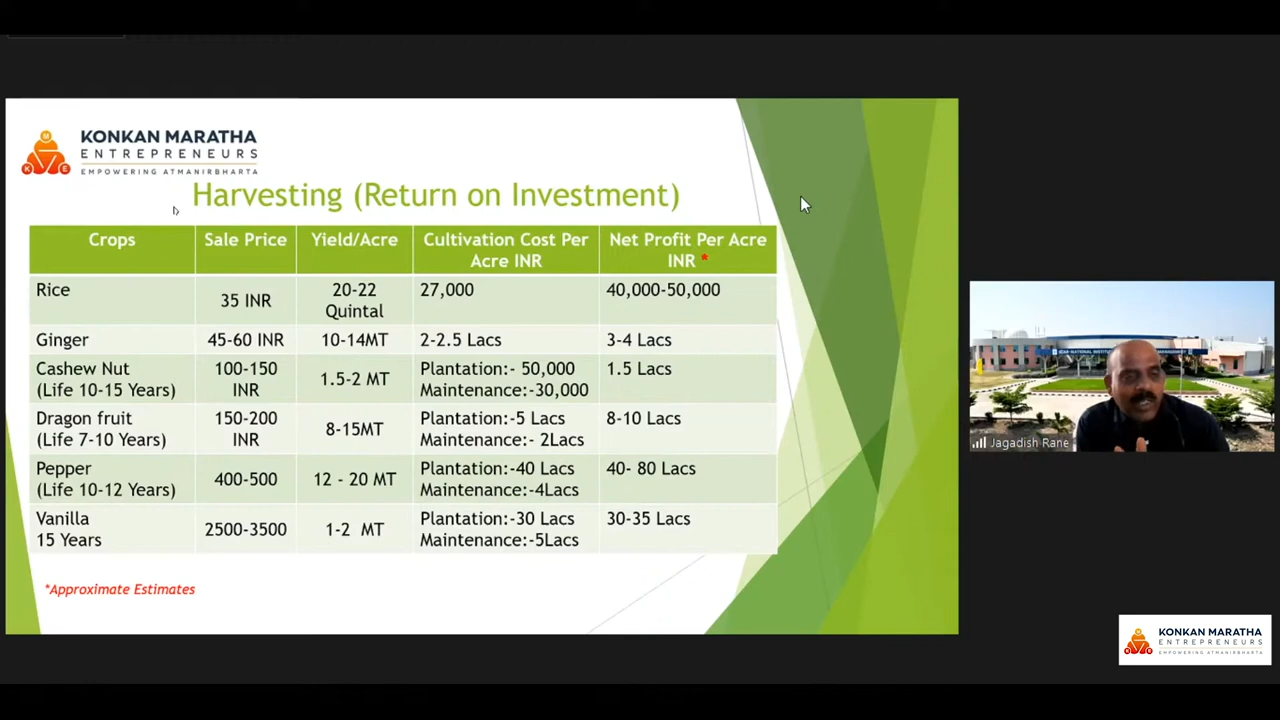 KONKAN MARATHA
ENTREPRENEURS
EMPOWERING ATMANIRBHARTA
M
K E
Harvesting (Return on Investment)
Crops Sale Price Yield/Acre Cultivation Cost Per Acre INR Net Profit Per Acre INR *
Rice 35 INR 20-22 Quintal 27,000 40,000-50,000
Ginger 45-60 INR 10-14MT 2-2.5 Lacs 3-4 Lacs
Cashew Nut (Life 10-15 Years) 100-150 INR 1.5-2 MT Plantation:- 50,000 Maintenance:-30,000 1.5 Lacs
Dragon fruit (Life 7-10 Years) 150-200 INR 8-15MT Plantation:-5 Lacs Maintenance:- 2Lacs 8-10 Lacs
Pepper (Life 10-12 Years) 400-500 12 - 20 MT Plantation:-40 Lacs Maintenance:-4Lacs 40- 80 Lacs
Vanilla 15 Years 2500-3500 1-2 MT Plantation:-30 Lacs Maintenance:-5Lacs 30-35 Lacs
*Approximate Estimates
NATIONAL
Jagadish Rane
KONKAN MARATHA
ENTREPRENEURS
EMPOWERING ATMANIRBHARTA